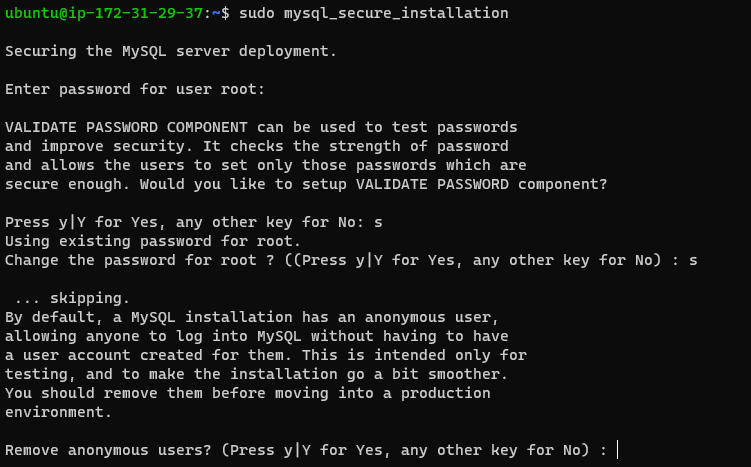 ubuntu@ip-172-31-29-37:~$ sudo mysql_secure_installation
Securing the MySQL server deployment.
Enter password for user root:
VALIDATE PASSWORD COMPONENT can be used to test passwords
and improve security. It checks the strength of password
and allows the users to set only those passwords which are
secure enough. Would you like to setup VALIDATE PASSWORD component?
Press y|Y for Yes, any other key for No: s
Using existing password for root.
Change the password for root ? ((Press y|Y for Yes, any other key for No) : s
 ... skipping.
By default, a MySQL installation has an anonymous user,
allowing anyone to log into MySQL without having to have
a user account created for them. This is intended only for
testing, and to make the installation go a bit smoother.
You should remove them before moving into a production
environment.
Remove anonymous users? (Press y|Y for Yes, any other key for No) :